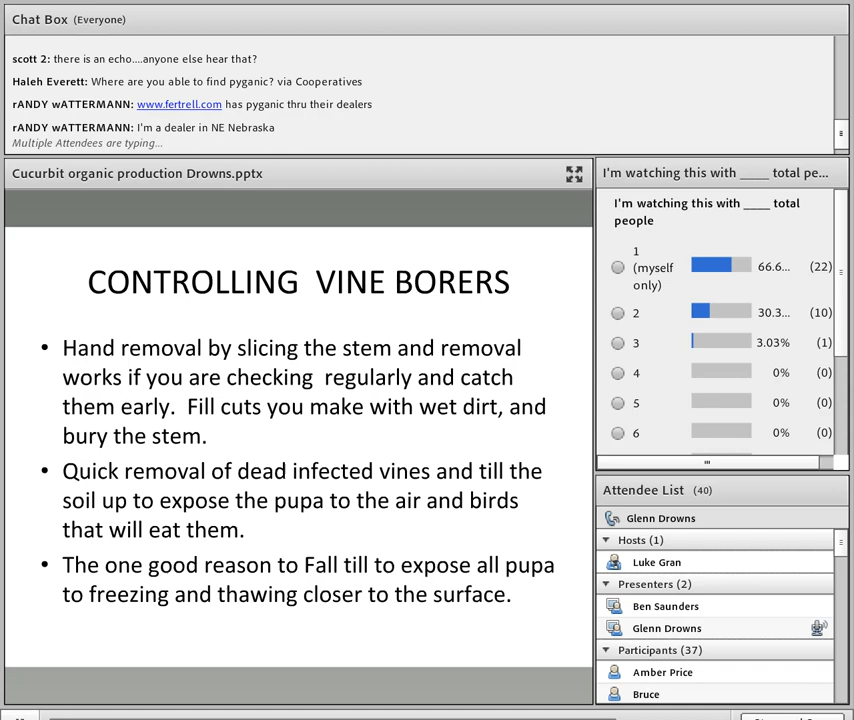 Chat Box (Everyone)
scott 2: there is an echo....anyone else hear that?
Haleh Everett: Where are you able to find pyganic? via Cooperatives
rANDY wATTERMANN: www.fertrell.com has pyganic thru their dealers
rANDY wATTERMANN: I'm a dealer in NE Nebraska
Multiple Attendees are typing...
Cucurbit organic production Drowns.pptx
CONTROLLING VINE BORERS
• Hand removal by slicing the stem and removal
works if you are checking regularly and catch
them early. Fill cuts you make with wet dirt, and
bury the stem.
• Quick removal of dead infected vines and till the
soil up to expose the pupa to the air and birds
that will eat them.
• The one good reason to Fall till to expose all pupa
to freezing and thawing closer to the surface.
I'm watching this with ____ total pe...
I'm watching this with ____ total
people
1
(myself
only)
66.6... (22)
2 30.3... (10)
3 3.03% (1)
4 0% (0)
5 0% (0)
6 0% (0)
Attendee List (40)
Glenn Drowns
Hosts (1)
Luke Gran
Presenters (2)
Ben Saunders
Glenn Drowns
Participants (37)
Amber Price
Bruce